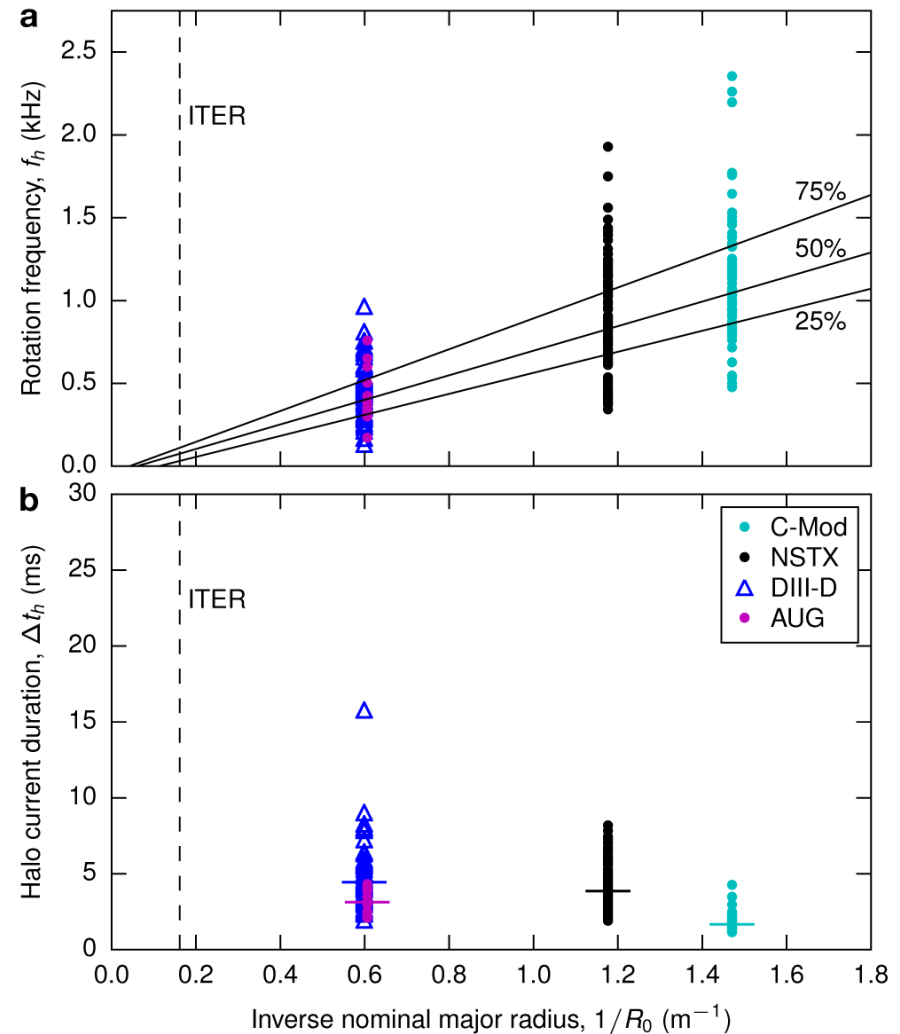 a
2.5
2.0
1.5
1.0
0.5
0.0
Rotation frequency, f_h (kHz)
ITER
75%
50%
25%
b
30
25
20
15
10
5
0
Halo current duration, Δt_h (ms)
ITER
C-Mod
NSTX
DIII-D
AUG
0.0 0.2 0.4 0.6 0.8 1.0 1.2 1.4 1.6 1.8
Inverse nominal major radius, 1/R₀ (m⁻¹)